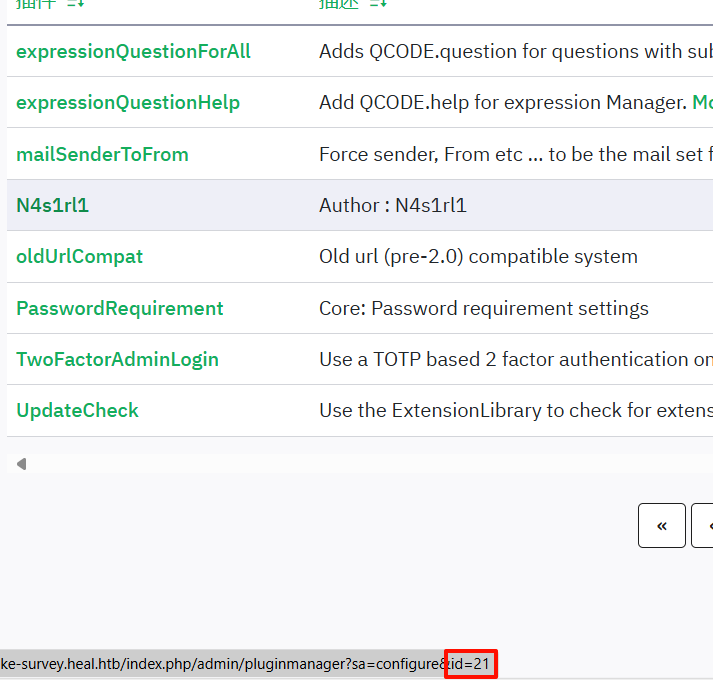 插件
描述
expressionQuestionForAll
Adds QCODE.question for questions with sub
expressionQuestionHelp
Add QCODE.help for expression Manager. Mo
mailSenderToFrom
Force sender, From etc ... to be the mail set f
N4s1rl1
Author : N4s1rl1
oldUrlCompat
Old url (pre-2.0) compatible system
PasswordRequirement
Core: Password requirement settings
TwoFactorAdminLogin
Use a TOTP based 2 factor authentication on
UpdateCheck
Use the ExtensionLibrary to check for extens
«
ke-survey.heal.htb/index.php/admin/pluginmanager?sa=configure&id=21